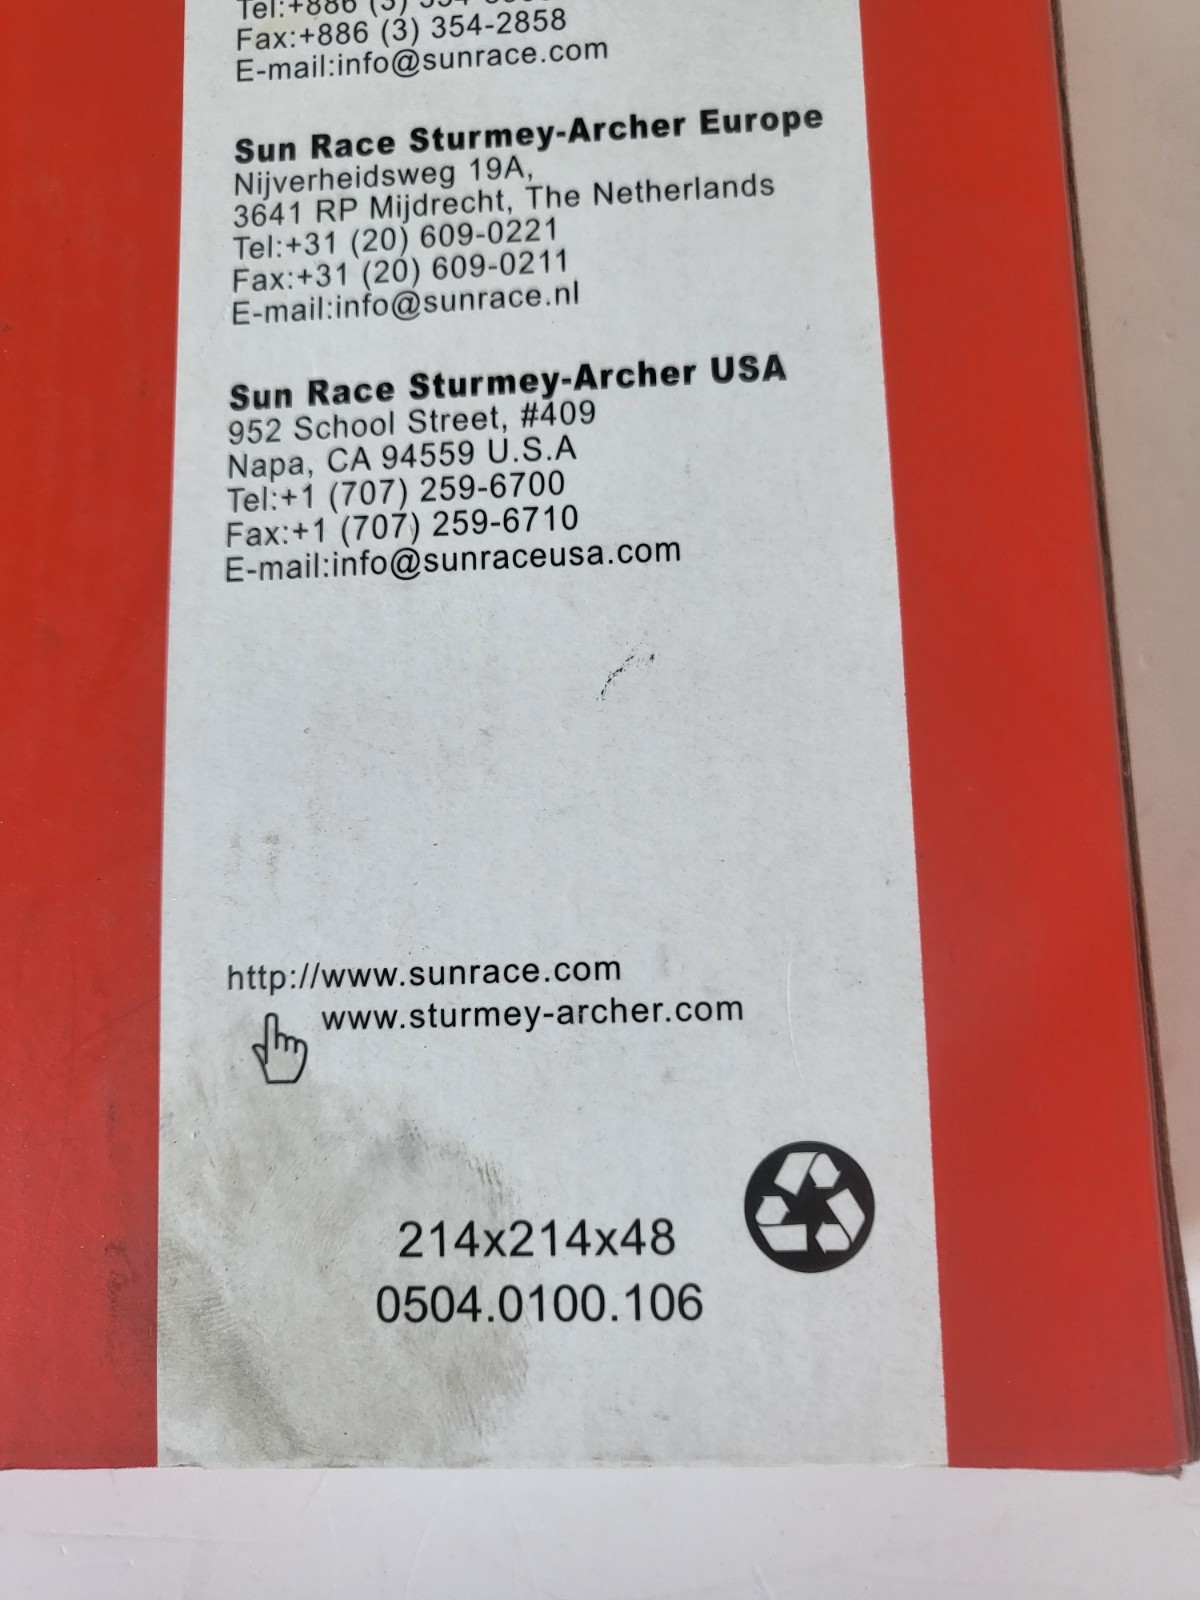 Tel:+886 (3)
Fax:+886 (3) 354-2858
E-mail:info@sunrace.com
Sun Race Sturmey-Archer Europe
Nijverheidsweg 19A,
3641 RP Mijdrecht, The Netherlands
Tel:+31 (20) 609-0221
Fax:+31 (20) 609-0211
E-mail:info@sunrace.nl
Sun Race Sturmey-Archer USA
952 School Street, #409
Napa, CA 94559 U.S.A
Tel:+1 (707) 259-6700
Fax:+1 (707) 259-6710
E-mail:info@sunraceusa.com
http://www.sunrace.com
www.sturmey-archer.com
214x214x48
0504.0100.106